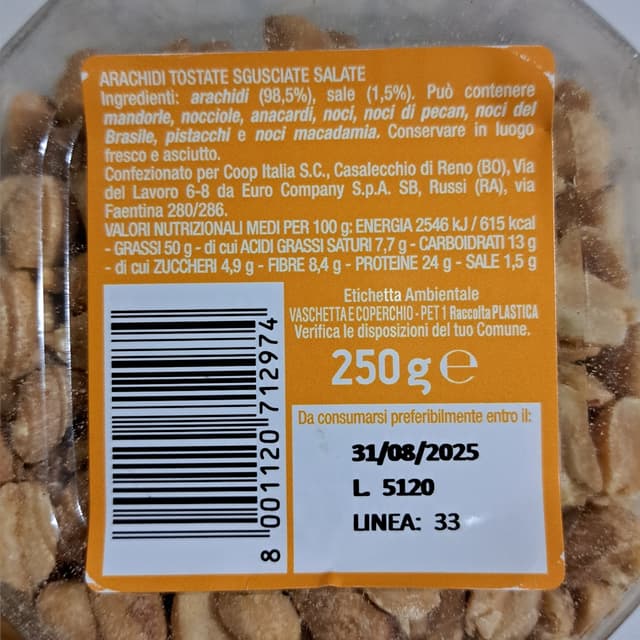 ARACHIDI TOSTATE SGUSCIATE SALATE
Ingredienti: arachidi (98,5%), sale (1,5%). Può contenere
mandorle, nocciole, anacardi, noci, noci di pecan, noci del
Brasile, pistacchi e noci macadamia. Conservare in luogo
fresco e asciutto.
Confezionato per Coop Italia S.C., Casalecchio di Reno (BO), Via
del Lavoro 6-8 da Euro Company S.p.A. SB, Russi (RA), via
Faentina 280/286.
VALORI NUTRIZIONALI MEDI PER 100 g: ENERGIA 2546 kJ / 615 kcal
- GRASSI 50 g - di cui ACIDI GRASSI SATURI 7,7 g - CARBOIDRATI 13 g
- di cui ZUCCHERI 4,9 g - FIBRE 8,4 g - PROTEINE 24 g - SALE 1,5 g
Etichetta Ambientale
VASCHETTA E COPERCHIO - PET 1 Raccolta PLASTICA
Verifica le disposizioni del tuo Comune.
250 g ℮
8 001120 712974
Da consumarsi preferibilmente entro il:
31/08/2025
L. 5120
LINEA: 33